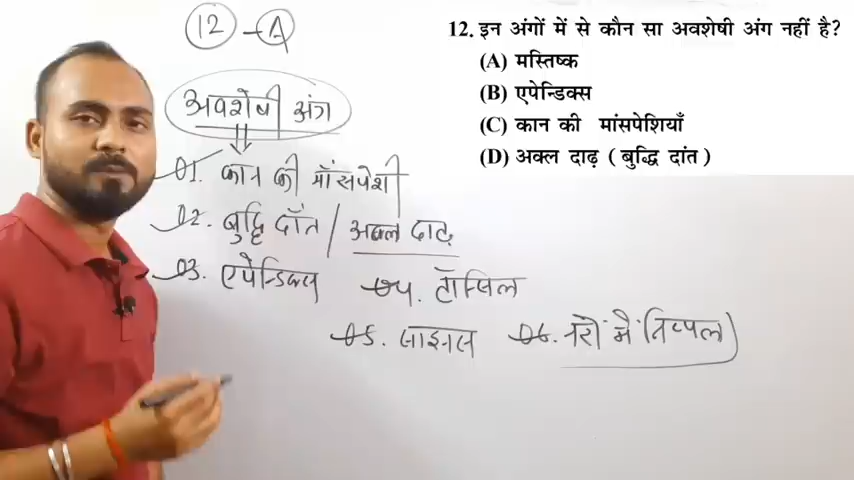 12 - A
12. इन अंगों में से कौन सा अवशेषी अंग नहीं है?
(A) मस्तिष्क
(B) एपेन्डिक्स
(C) कान की मांसपेशियाँ
(D) अक्ल दाढ़ ( बुद्धि दांत )
अवशेषी अंग
01. कान की माँसपेशी
02. बुद्धि दाँत / अक्ल दाढ़
03. एपेन्डिक्स
04. टॉन्सिल
05. साइनस
06. नरों में निप्पल